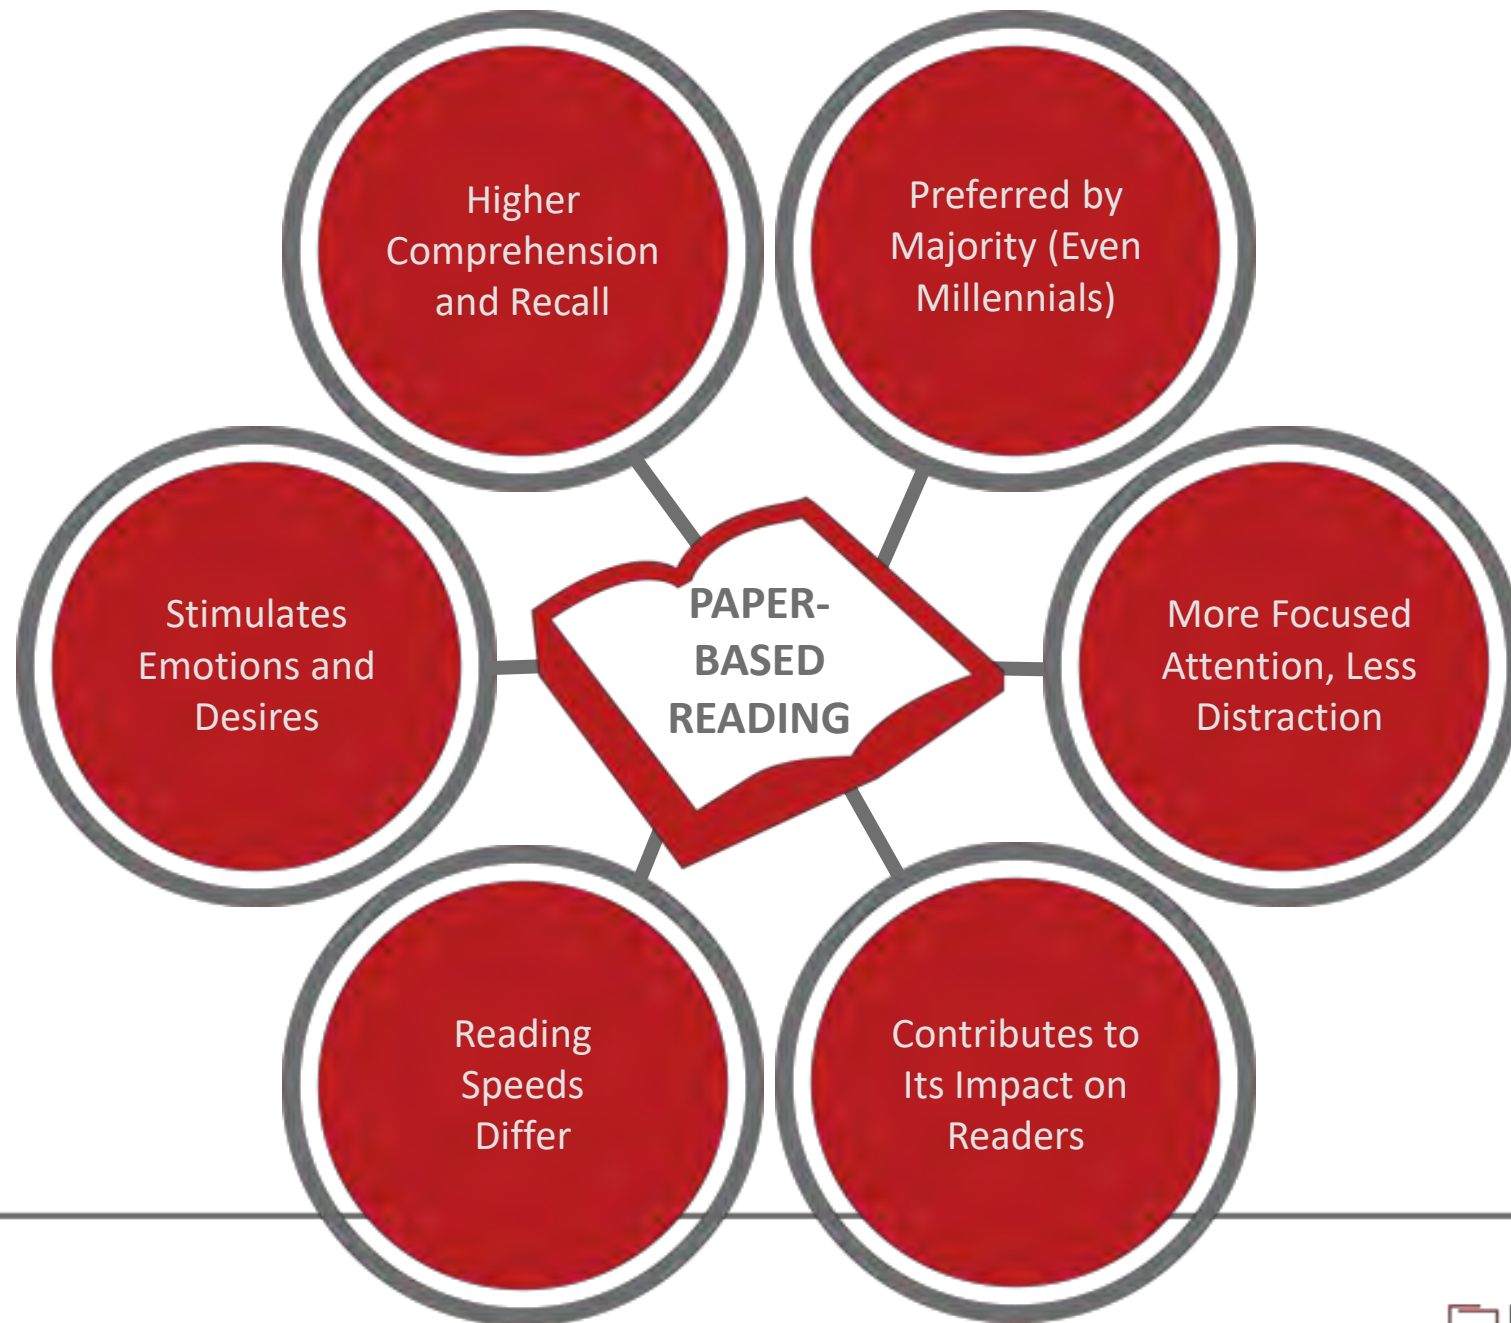 Higher
Comprehension
and Recall
Preferred by
Majority (Even
Millennials)
Stimulates
Emotions and
Desires
PAPER-
BASED
READING
More Focused
Attention, Less
Distraction
Reading
Speeds
Differ
Contributes to
Its Impact on
Readers